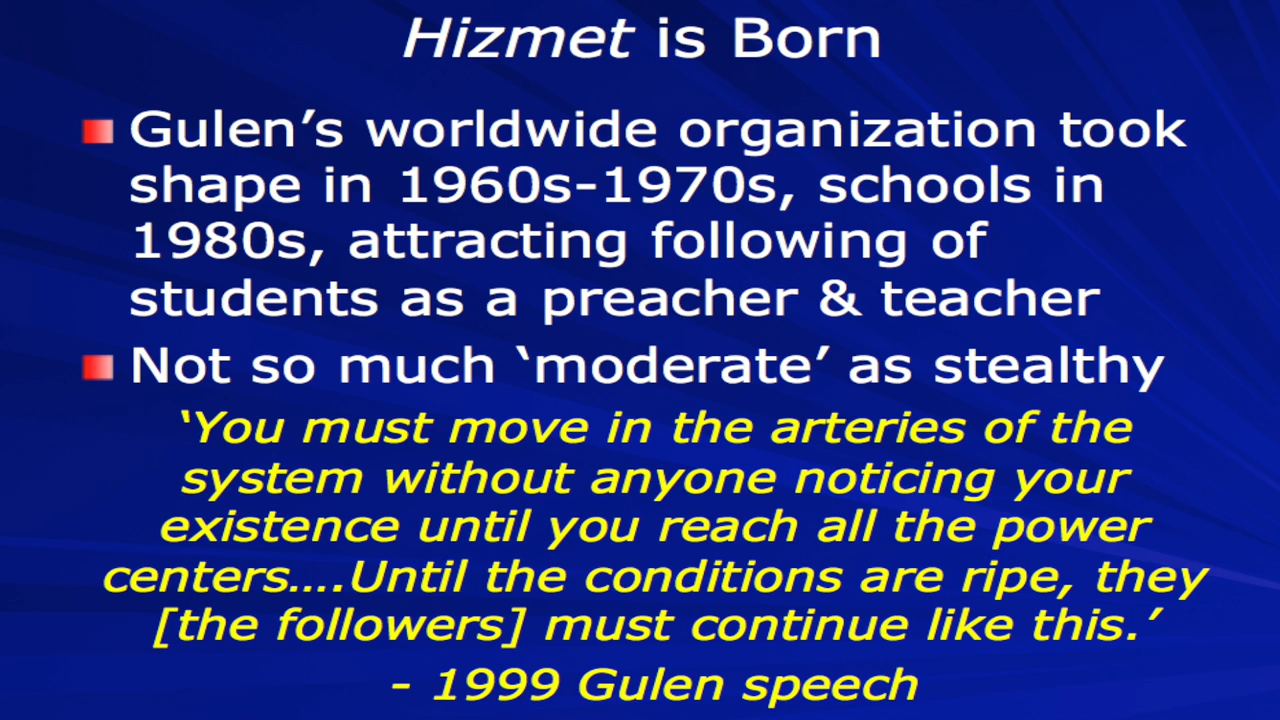 Hizmet is Born
Gulen’s worldwide organization took
shape in 1960s-1970s, schools in
1980s, attracting following of
students as a preacher & teacher
Not so much ‘moderate’ as stealthy
‘You must move in the arteries of the
system without anyone noticing your
existence until you reach all the power
centers….Until the conditions are ripe, they
[the followers] must continue like this.’
- 1999 Gulen speech